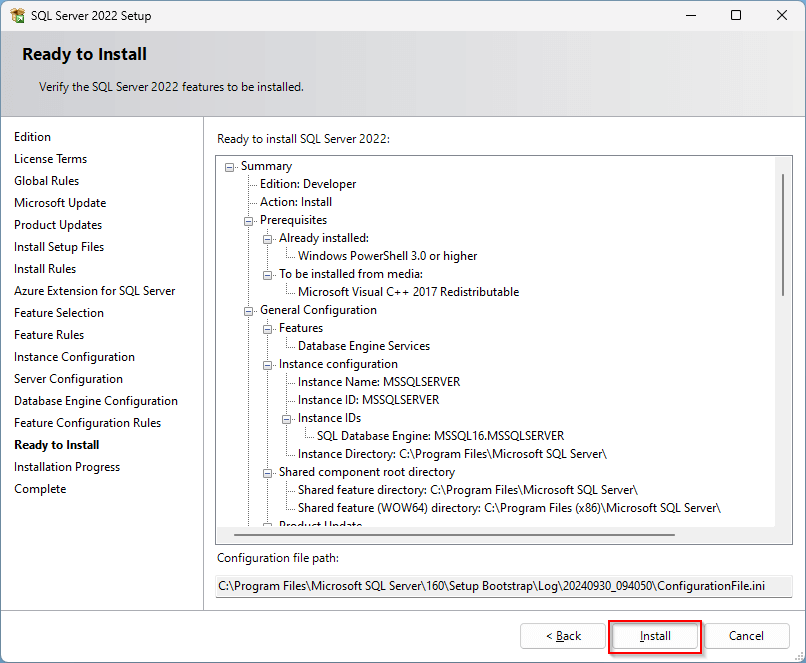 SQL Server 2022 Setup
Ready to Install
Verify the SQL Server 2022 features to be installed.
Edition
License Terms
Global Rules
Microsoft Update
Product Updates
Install Setup Files
Install Rules
Azure Extension for SQL Server
Feature Selection
Feature Rules
Instance Configuration
Server Configuration
Database Engine Configuration
Feature Configuration Rules
Ready to Install
Installation Progress
Complete
Ready to install SQL Server 2022:
Summary
Edition: Developer
Action: Install
Prerequisites
Already installed:
Windows PowerShell 3.0 or higher
To be installed from media:
Microsoft Visual C++ 2017 Redistributable
General Configuration
Features
Database Engine Services
Instance configuration
Instance Name: MSSQLSERVER
Instance ID: MSSQLSERVER
Instance IDs
SQL Database Engine: MSSQL16.MSSQLSERVER
Instance Directory: C:\Program Files\Microsoft SQL Server\
Shared component root directory
Shared feature directory: C:\Program Files\Microsoft SQL Server\
Shared feature (WOW64) directory: C:\Program Files (x86)\Microsoft SQL Server\
Product Update
Configuration file path:
C:\Program Files\Microsoft SQL Server\160\Setup Bootstrap\Log\20240930_094050\ConfigurationFile.ini
< Back
Install
Cancel